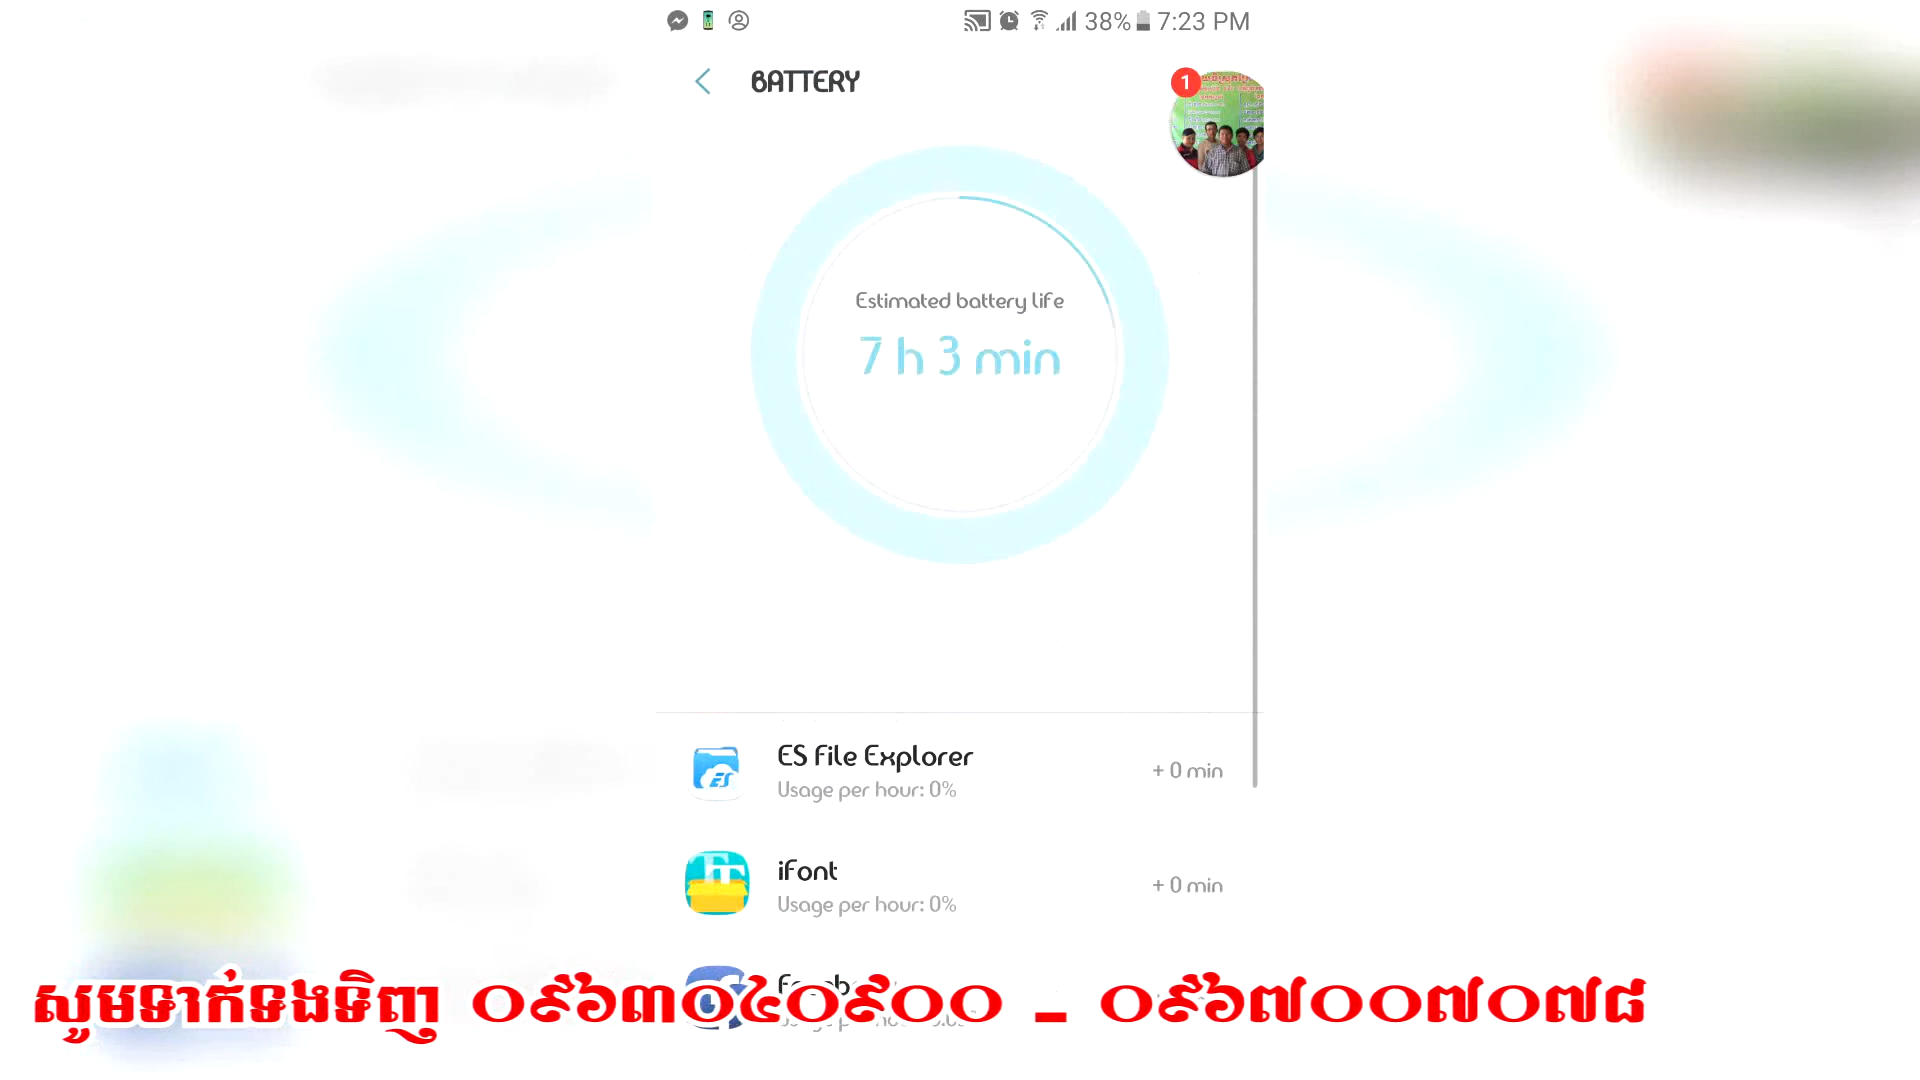 38% 7:23 PM
BATTERY
1
Estimated battery life
7 h 3 min
ES File Explorer
Usage per hour: 0%
+ 0 min
iFont
Usage per hour: 0%
+ 0 min
សូមទាក់ទងទិញ ០៩៦៣០៤០៩០០ - ០៩៦៧០០៧០៧៨